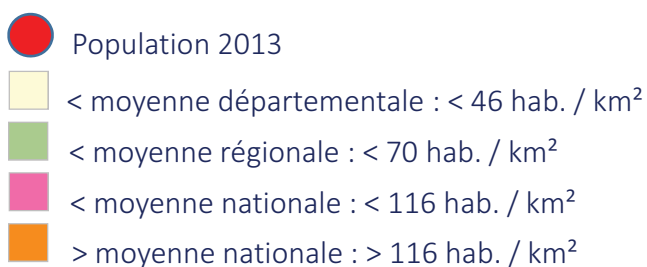 Population 2013
< moyenne départementale : < 46 hab. / km²
< moyenne régionale : < 70 hab. / km²
< moyenne nationale : < 116 hab. / km²
> moyenne nationale : > 116 hab. / km²